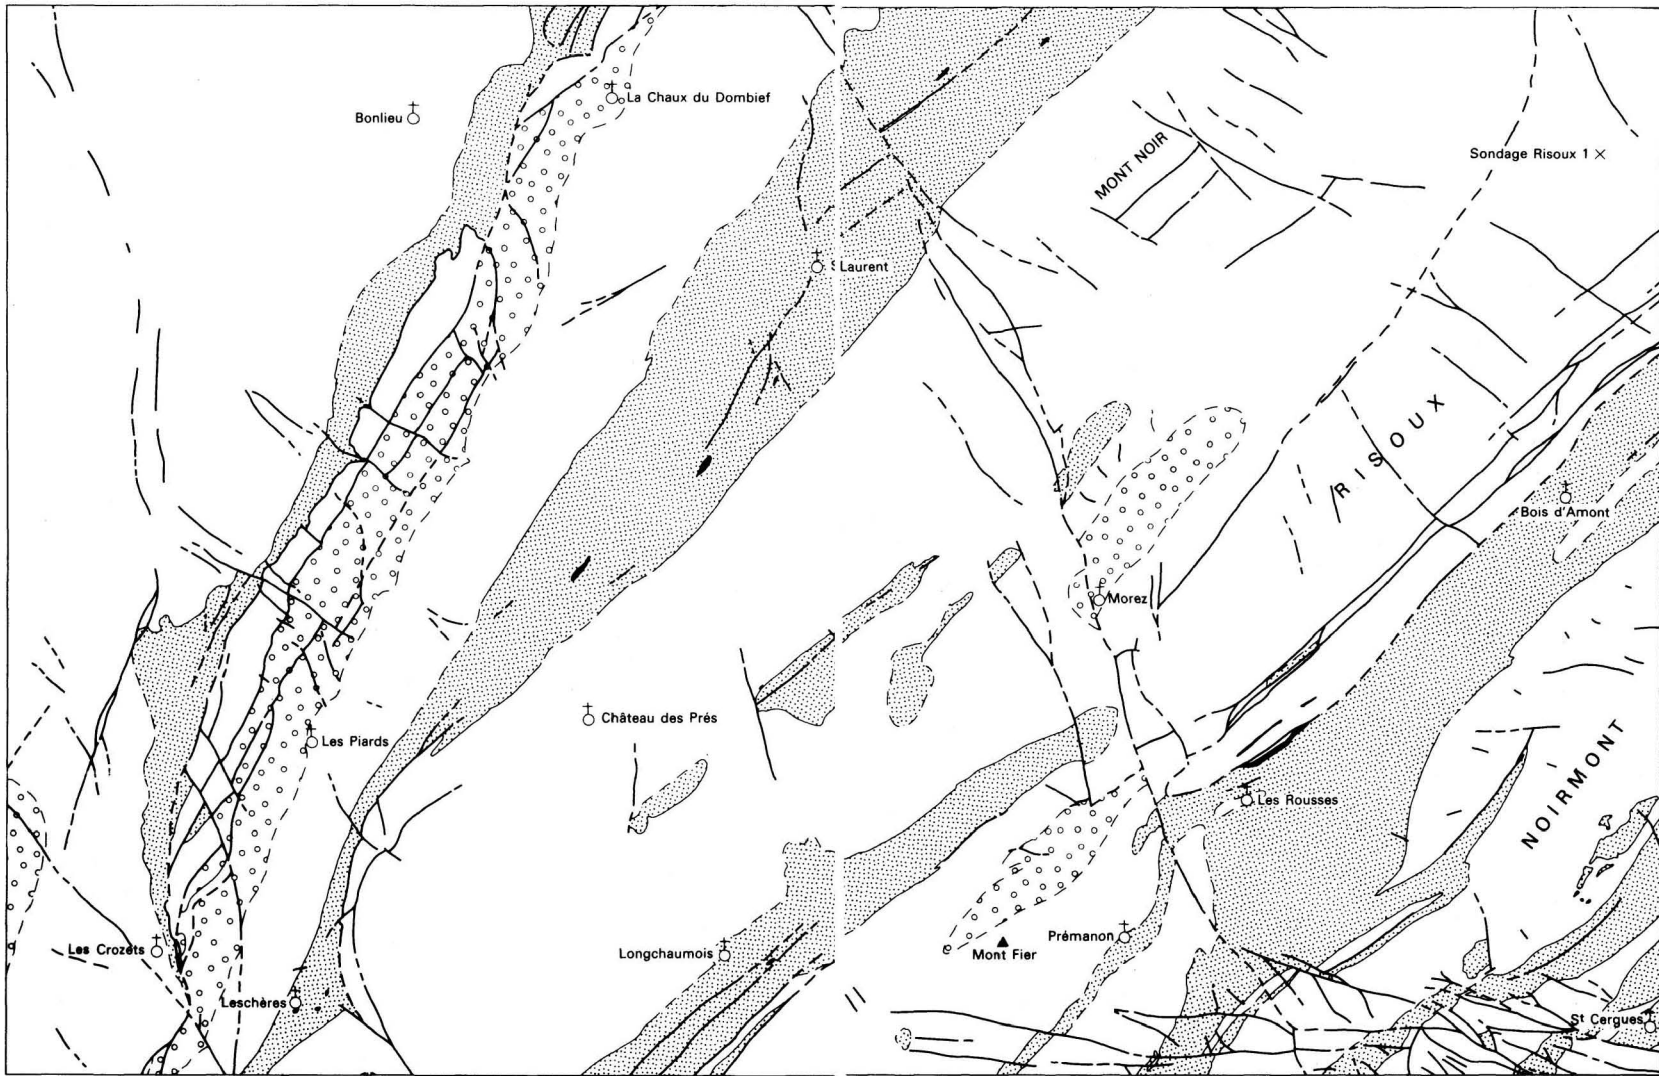 La Chaux du Dombief
Bonlieu
MONT NOIR
Sondage Risoux 1
S Laurent
RISOUX
Bois d'Amont
Morez
Château des Prés
Les Piards
NOIRMONT
Les Rousses
Prémanon
Les Crozets
Longchaumois
Mont Fier
Leschères
St Cergues